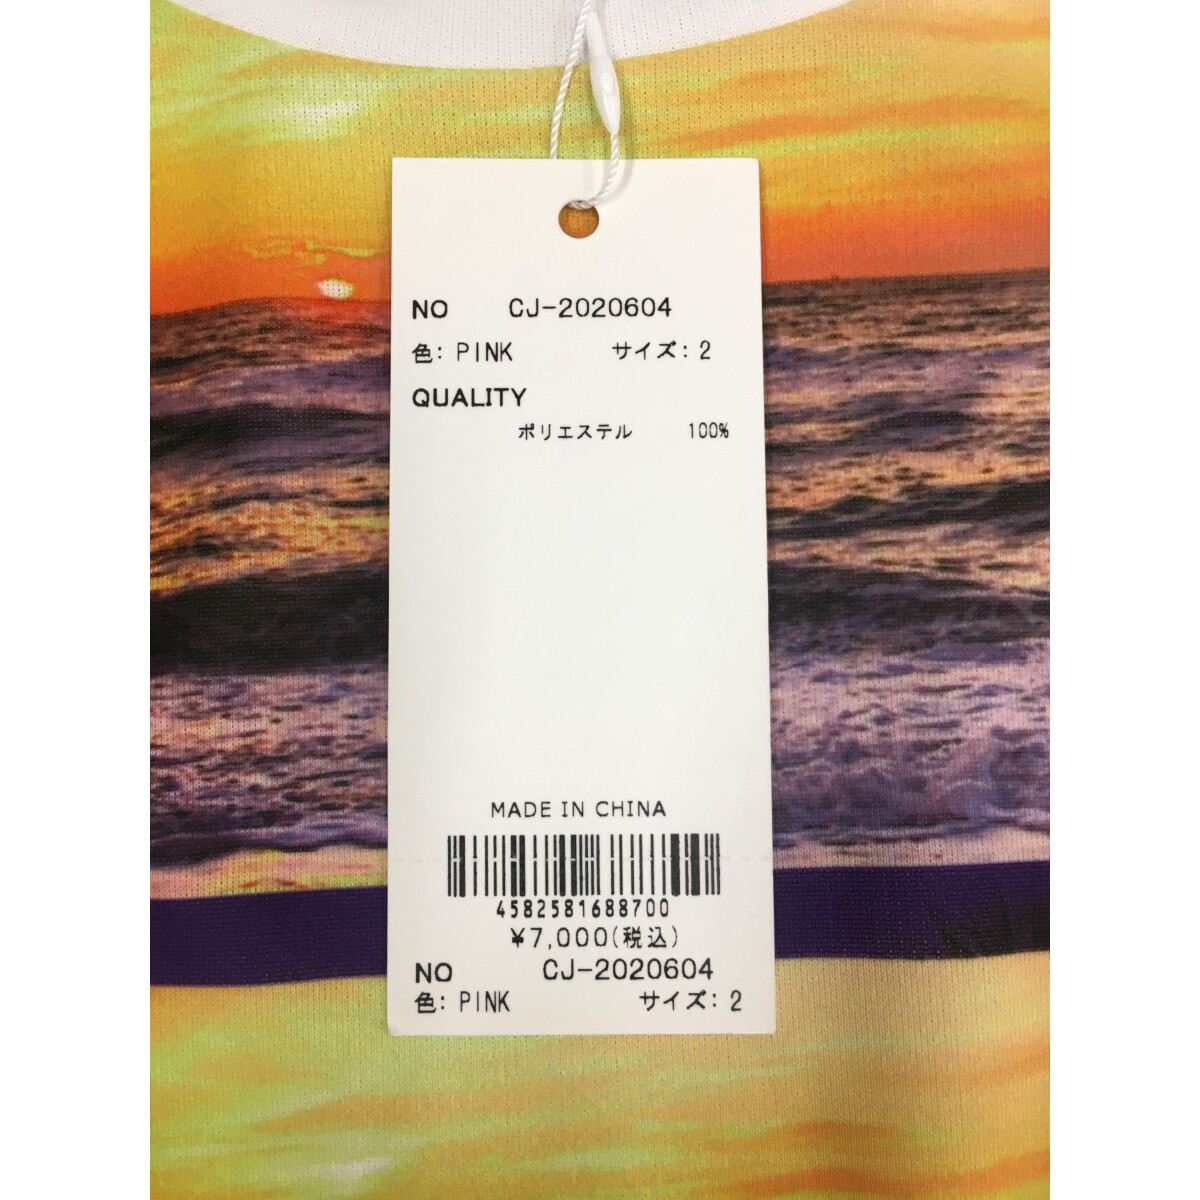 NO CJ-2020604
色: PINK サイズ: 2
QUALITY
ポリエステル 100%
MADE IN CHINA
4582581688700
¥7,000(税込)
NO CJ-2020604
色: PINK サイズ: 2